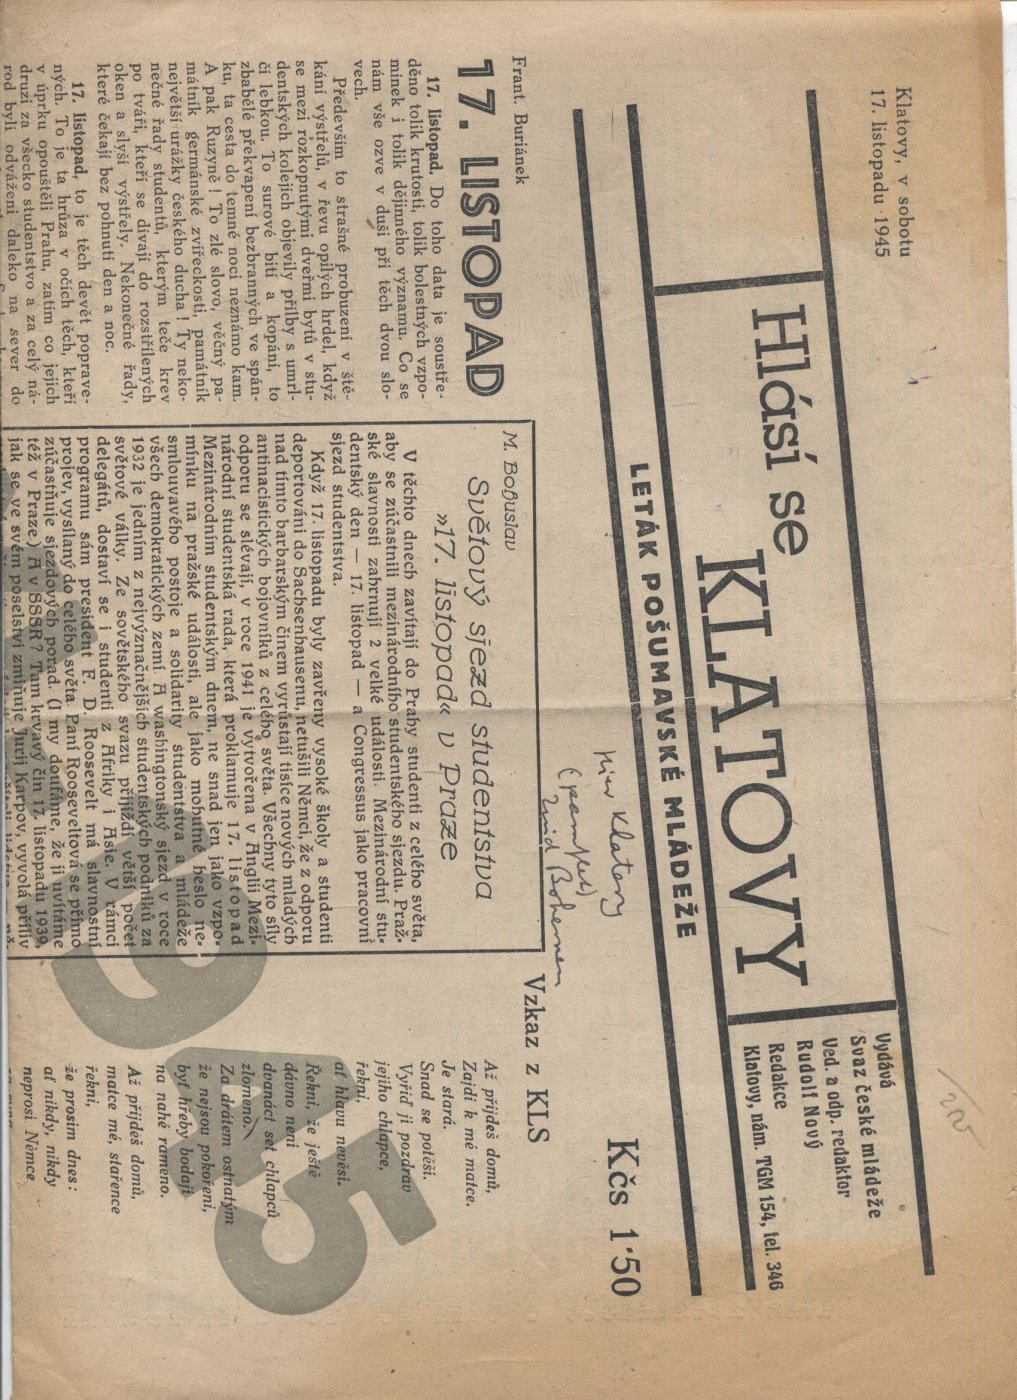 Klatovy, v sobotu
17. listopadu 1945
Hlásí se
KLATOVY
LETÁK POŠUMAVSKÉ MLÁDEŽE
Vydává
Svaz české mládeže
Ved. a odp. redaktor
Rudolf Nový
Redakce
Klatovy, nám. TGM 154, tel. 346
Kčs 1·50
Klatovy
(pamflet)
Frant. Buriánek
17. LISTOPAD
17. listopad. Do toho data je soustře-
děno tolik krutosti, tolik bolestných vzpo-
mínek i tolik dějinného významu. Co se
nám vše ozve v duši při těch dvou slo-
vech.
Především to strašné probuzení v ště-
kání výstřelů, v řevu opilých hrdel, když
se mezi rozkopnutými dveřmi bytů v stu-
dentských kolejích objevily přilby s umrl-
čí lebkou. To surové bití a kopání, to
zbabělé překvapení bezbranných ve spán-
ku, ta cesta do temné noci neznámo kam.
A pak Ruzyně! To zlé slovo, věčný pa-
mátník germánské zvířeckosti, památník
největší urážky českého ducha! Ty neko-
nečné řady studentů, kterým teče krev
po tváři, kteří se dívají do rozstřílených
oken a slyší výstřely. Nekonečné řady,
které čekají bez pohnutí den a noc.
17. listopad, to je těch devět poprave-
ných. To je ta hrůza v očích těch, kteří
v úprku opouštěli Prahu, zatím co jejich
druzi za všecko studentstvo a za celý ná-
rod byli odváženi daleko na sever do
M. Boguslav
Světový sjezd studentstva
»17. listopad« v Praze
V těchto dnech zavítají do Prahy studenti z celého světa,
aby se zúčastnili mezinárodního studentského sjezdu. Praž-
ské slavnosti zahrnují 2 velké události. Mezinárodní stu-
dentský den — 17. listopad — a Congressus jako pracovní
sjezd studentstva.
Když 17. listopadu byly zavřeny vysoké školy a studenti
deportováni do Sachsenhausenu, netušili Němci, že z odporu
nad tímto barbarským činem vyrůstají tisíce nových mladých
antinacistických bojovníků z celého světa. Všechny tyto síly
odporu se slévají, v roce 1941 je vytvořena v Anglii Mezi-
národní studentská rada, která proklamuje 17. listopad
Mezinárodním studentským dnem, ne snad jen jako vzpo-
mínku na pražské události, ale jako mohutné heslo ne-
smlouvavého postoje a solidarity studentstva a mládeže
všech demokratických zemí. A washingtonský sjezd v roce
1932 je jedním z nejvýznačnějších studentských podniků za
světové války. Ze sovětského svazu přijíždí větší počet
delegátů, dostaví se i studenti z Afriky i Asie. V rámci
programu sám president F. D. Roosevelt má slavnostní
projev, vysílaný do celého světa. Paní Rooseveltová se přímo
zúčastňuje sjezdových porad. (I my doufáme, že ji uvítáme
též v Praze.) A v SSSR? Tam krvavý čin 17. listopadu 1939,
jak se ve svém poselství zmiňuje Jurij Karpov, vyvolá příliv
Vzkaz z KLS
Až přijdeš domů,
Zajdi k mé matce.
Je stará.
Snad se potěší.
Vyřiď jí pozdrav
jejího chlapce,
řekni,
ať hlavu nevěsí.
Řekni, že ještě
dávno není
dvanáct set chlapců
zlomeno.
Za drátem ostnatým
že nejsou pokořeni,
byť hřeby bodají
na nahé rameno.
Až přijdeš domů,
matce mé, stařence
řekni,
že prosím dnes:
ať nikdy, nikdy
neprosí Němce
1945